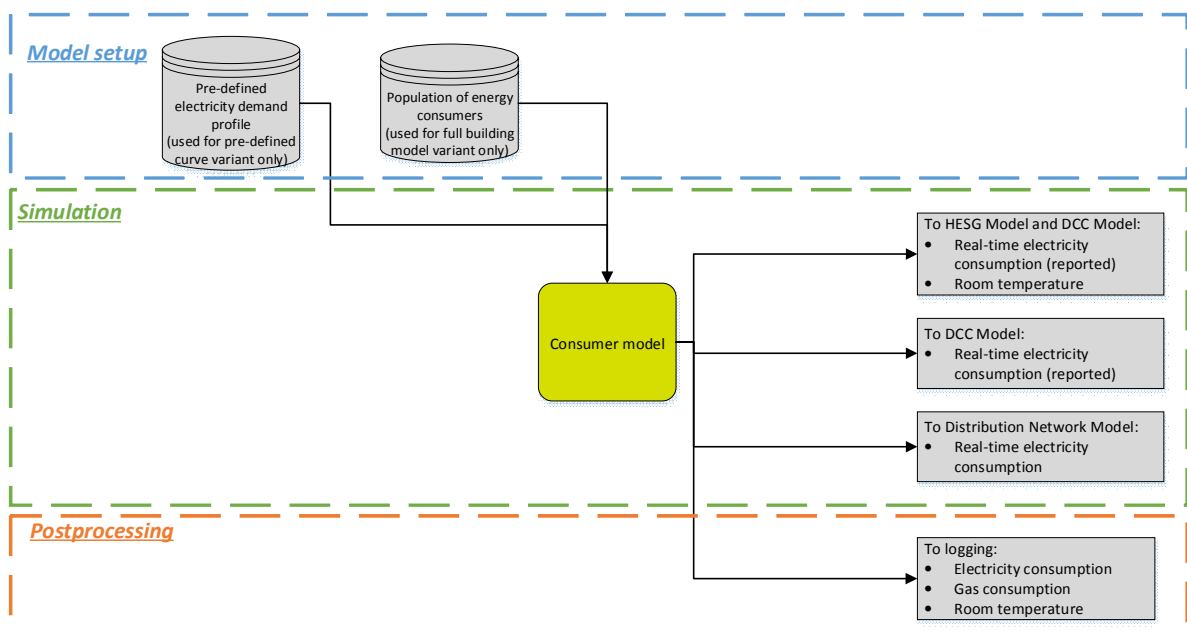 Model setup
Pre-defined
electricity demand
profile
(used for pre-defined
curve variant only)
Population of energy
consumers
(used for full building
model variant only)
Simulation
Consumer model
To HESG Model and DCC Model:
• Real-time electricity
consumption (reported)
• Room temperature
To DCC Model:
• Real-time electricity
consumption (reported)
To Distribution Network Model:
• Real-time electricity
consumption
Postprocessing
To logging:
• Electricity consumption
• Gas consumption
• Room temperature